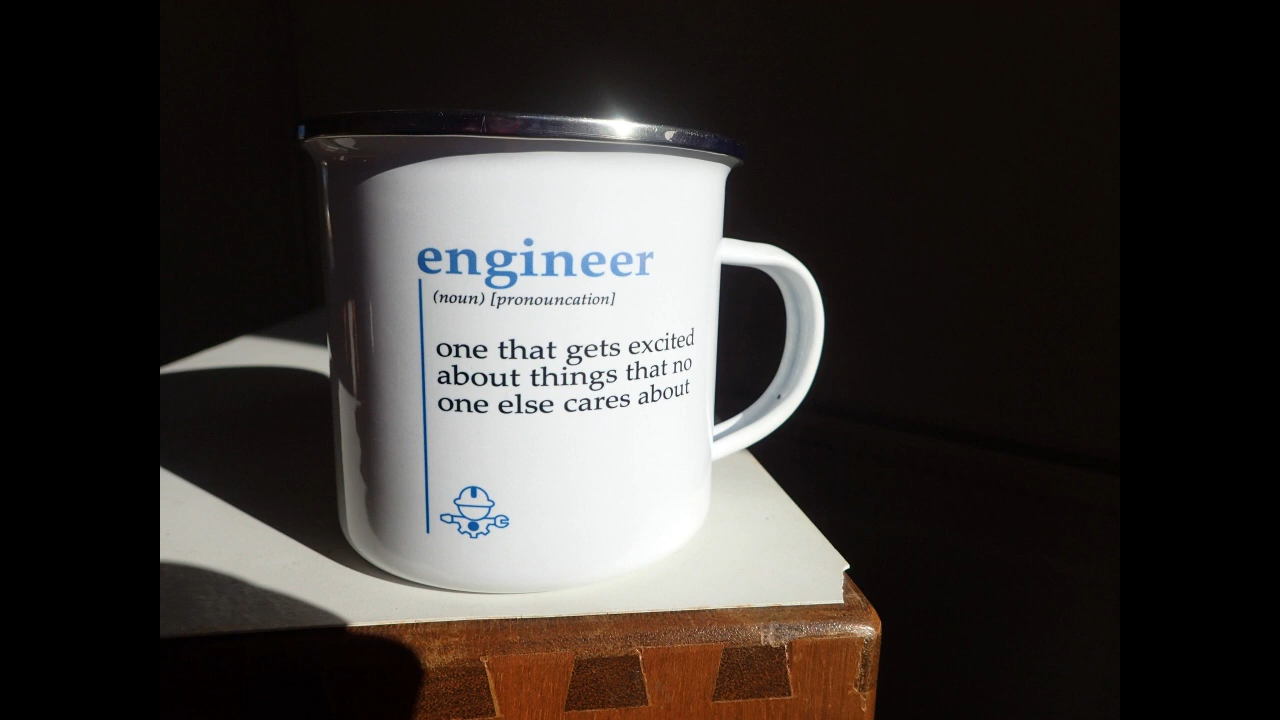 engineer
(noun) [pronouncation]
one that gets excited
about things that no
one else cares about